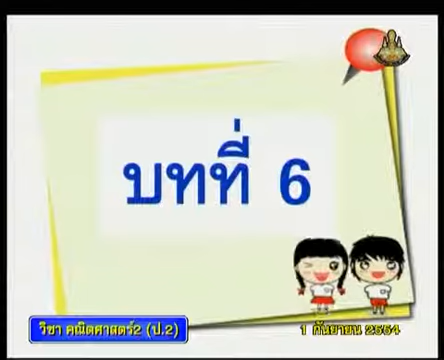 บทที่ 6
วิชา คณิตศาสตร์2 (ป.2)
1 กันยายน 2554